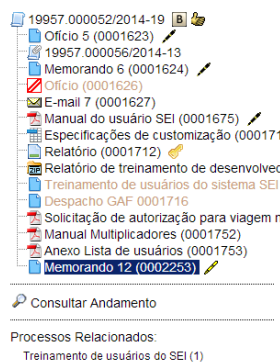 19957.000052/2014-19 B
Ofício 5 (0001623)
19957.000056/2014-13
Memorando 6 (0001624)
Ofício (0001626)
E-mail 7 (0001627)
Manual do usuário SEI (0001675)
Especificações de customização (000171
Relatório (0001712)
ZIP Relatório de treinamento de desenvolved
Treinamento de usuários do sistema SEI
Despacho GAF 0001716
Solicitação de autorização para viagem n
Manual Multiplicadores (0001752)
Anexo Lista de usuários (0001753)
Memorando 12 (0002253)
Consultar Andamento
Processos Relacionados:
Treinamento de usuários do SEI (1)